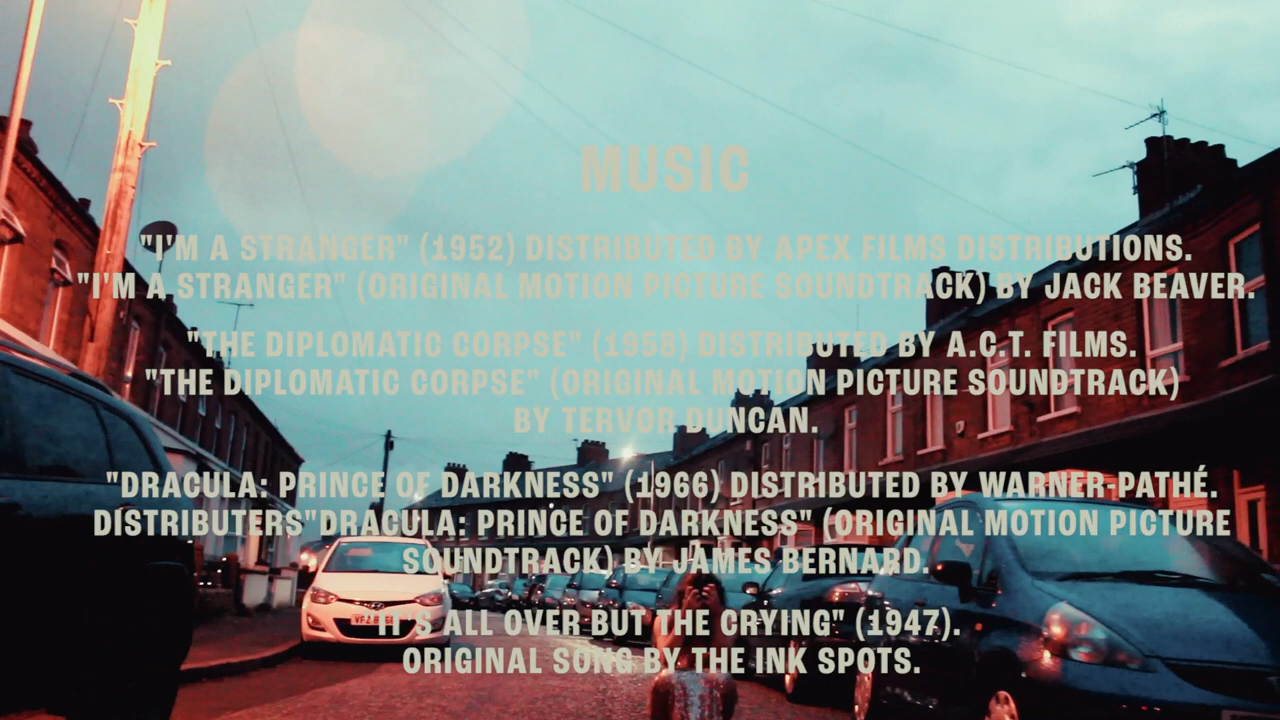 MUSIC
"I'M A STRANGER" (1952) DISTRIBUTED BY APEX FILMS DISTRIBUTIONS.
"I'M A STRANGER" (ORIGINAL MOTION PICTURE SOUNDTRACK) BY JACK BEAVER.
"THE DIPLOMATIC CORPSE" (1958) DISTRIBUTED BY A.C.T. FILMS.
"THE DIPLOMATIC CORPSE" (ORIGINAL MOTION PICTURE SOUNDTRACK)
BY TERVOR DUNCAN.
"DRACULA: PRINCE OF DARKNESS" (1966) DISTRIBUTED BY WARNER-PATHÉ.
DISTRIBUTERS"DRACULA: PRINCE OF DARKNESS" (ORIGINAL MOTION PICTURE
SOUNDTRACK) BY JAMES BERNARD.
IT'S ALL OVER BUT THE CRYING" (1947).
ORIGINAL SONG BY THE INK SPOTS.